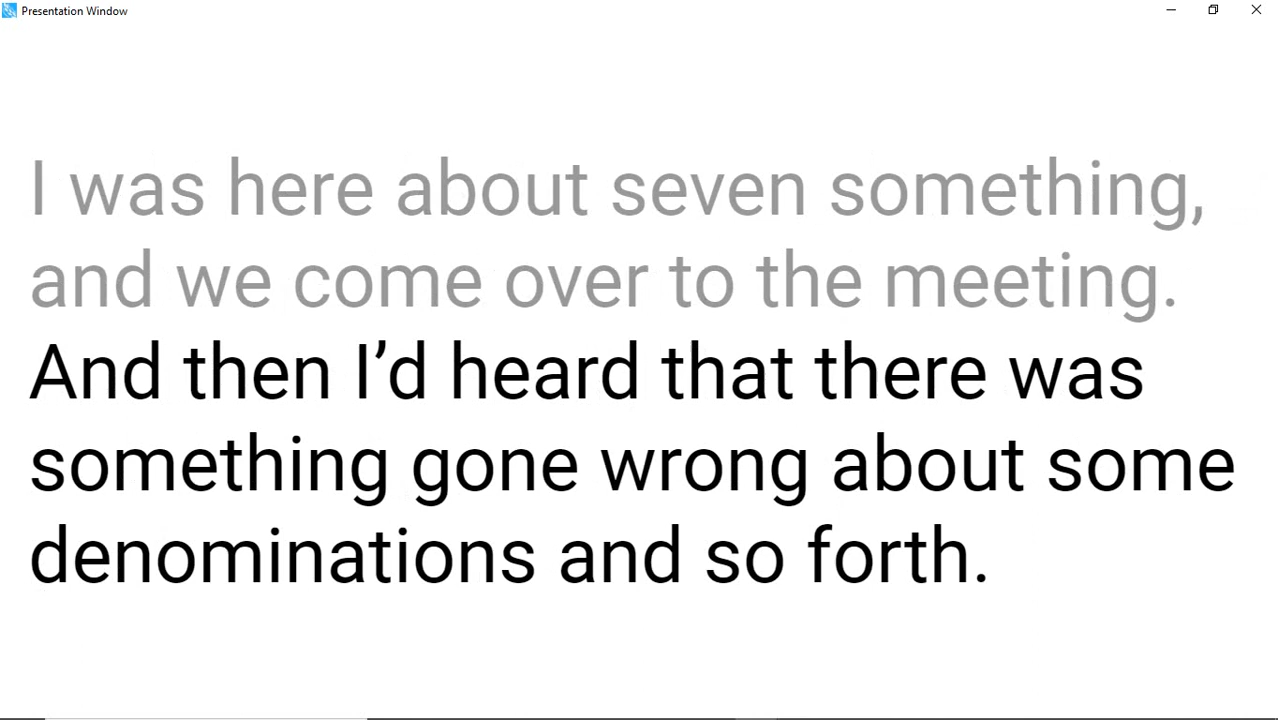 Presentation Window
I was here about seven something,
and we come over to the meeting.
And then I’d heard that there was
something gone wrong about some
denominations and so forth.